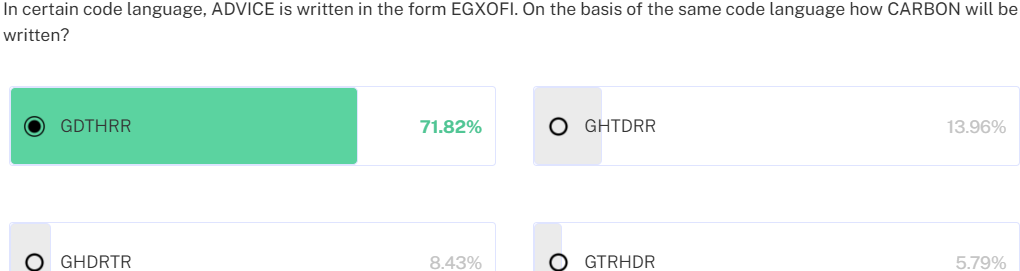 In certain code language, ADVICE is written in the form EGXOFI. On the basis of the same code language how CARBON will be
written?
GDTHRR 71.82%
GHTDRR 13.96%
GHDRTR 8.43%
GTRHDR 5.79%